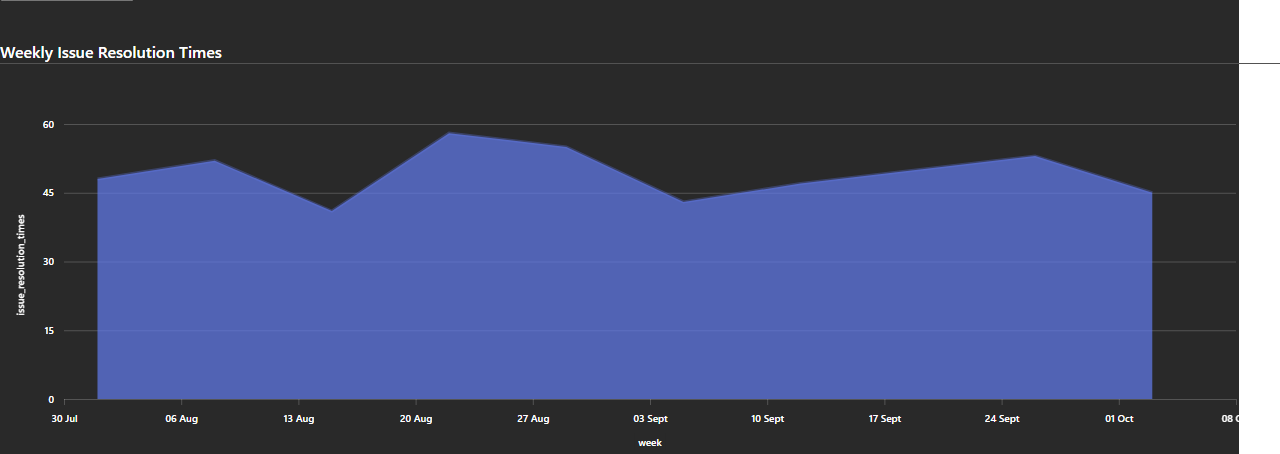 Weekly Issue Resolution Times
60
45
30
15
0
issue_resolution_times
30 Jul 06 Aug 13 Aug 20 Aug 27 Aug 03 Sept 10 Sept 17 Sept 24 Sept 01 Oct 08
week